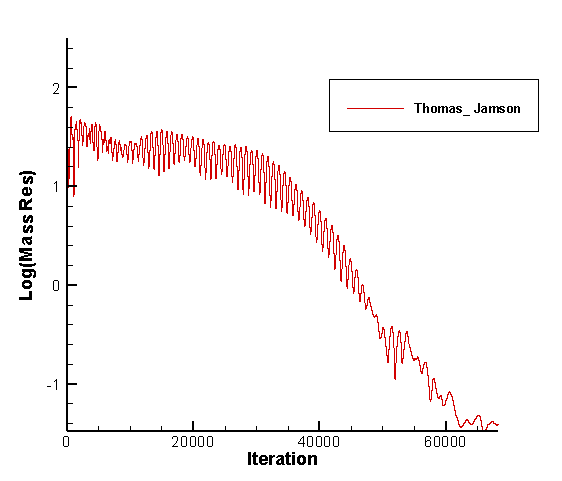 2
Thomas_ Jamson
1
Log(Mass Res)
0
-1
0
20000
40000
60000
Iteration